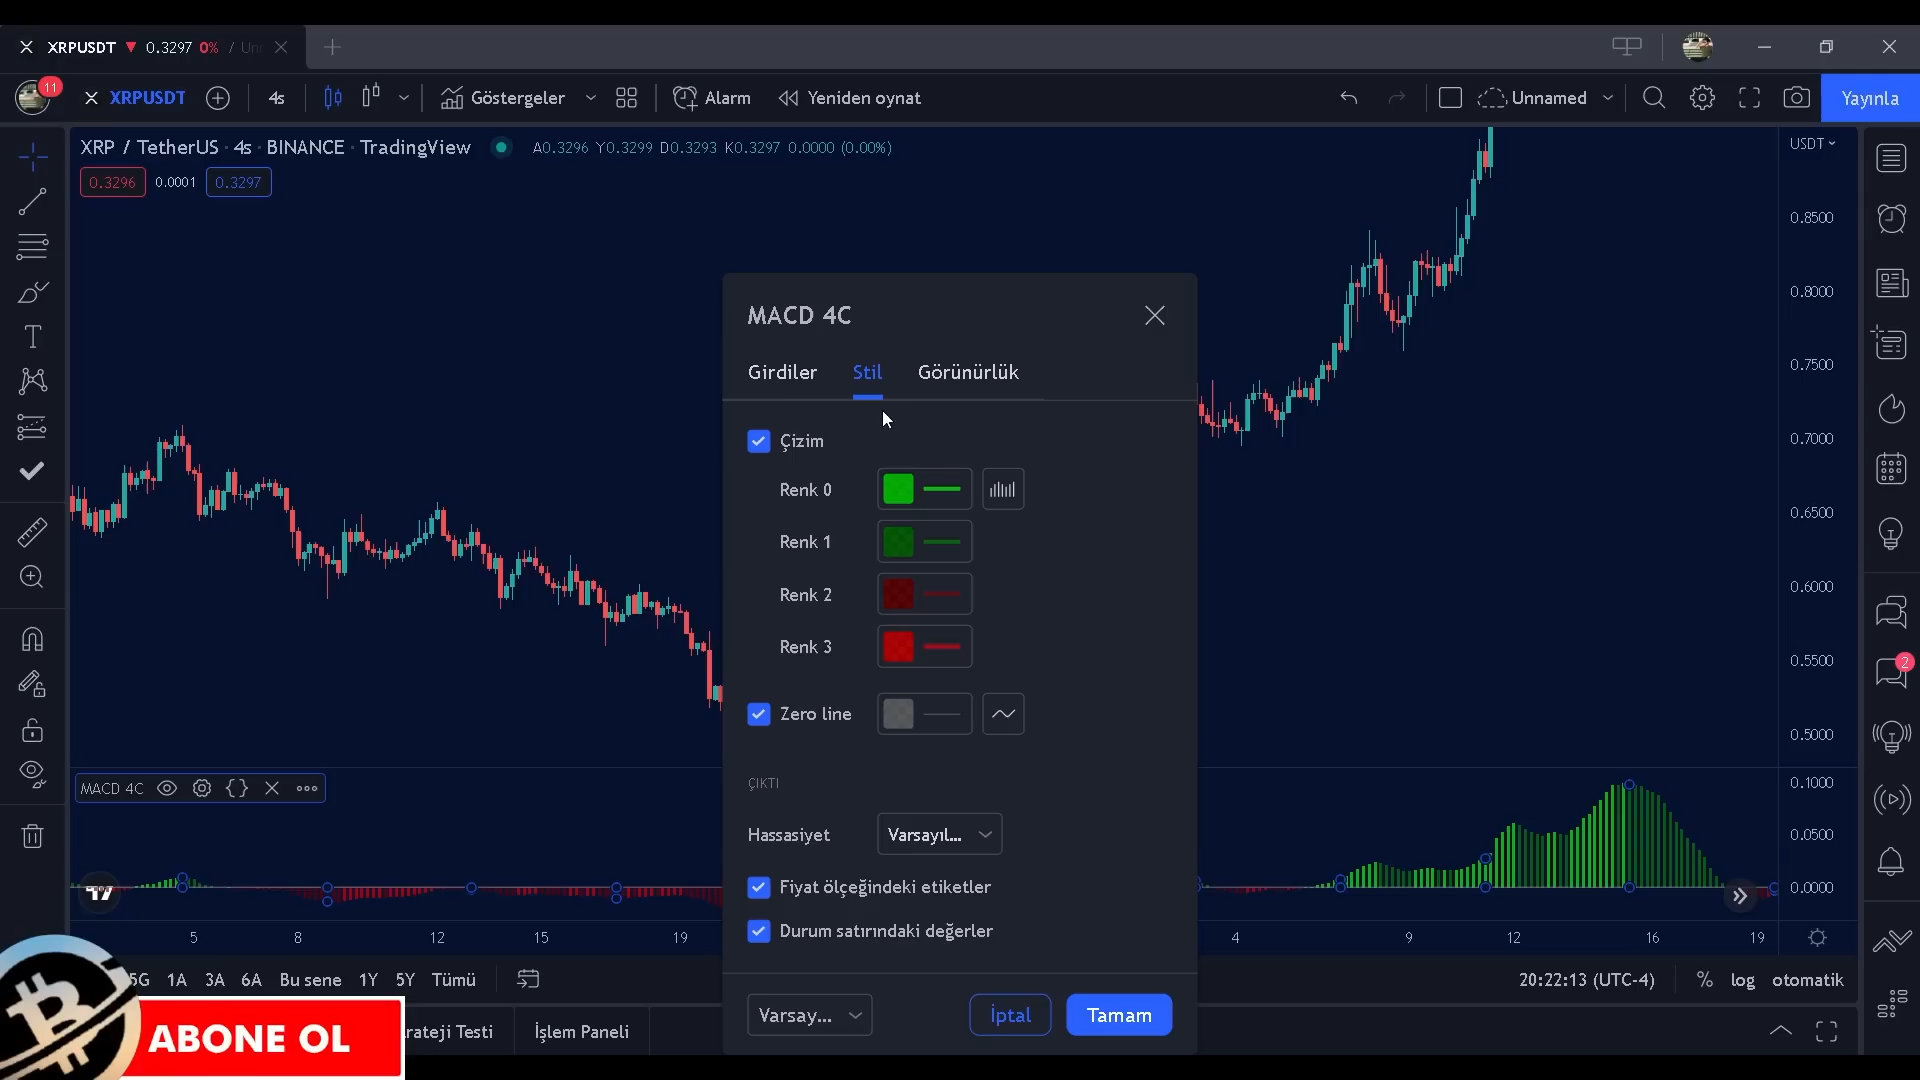 XRPUSDT ▼ 0.3297 0% / Un
11 XRPUSDT 4s Göstergeler Alarm Yeniden oynat Unnamed Yayınla
XRP / TetherUS · 4s · BINANCE · TradingView A0.3296 Y0.3299 D0.3293 K0.3297 0.0000 (0.00%)
0.3296 0.0001 0.3297
USDT
0.8500
0.8000
0.7500
0.7000
0.6500
0.6000
0.5500
0.5000
MACD 4C
Girdiler Stil Görünürlük
Çizim
Renk 0
Renk 1
Renk 2
Renk 3
Zero line
ÇIKTI
Hassasiyet Varsayıl...
Fiyat ölçeğindeki etiketler
Durum satırındaki değerler
Varsay... İptal Tamam
MACD 4C
0.1000
0.0500
0.0000
5 8 12 15 19 4 9 12 16 19
5G 1A 3A 6A Bu sene 1Y 5Y Tümü 20:22:13 (UTC-4) % log otomatik
rateji Testi İşlem Paneli
ABONE OL
2